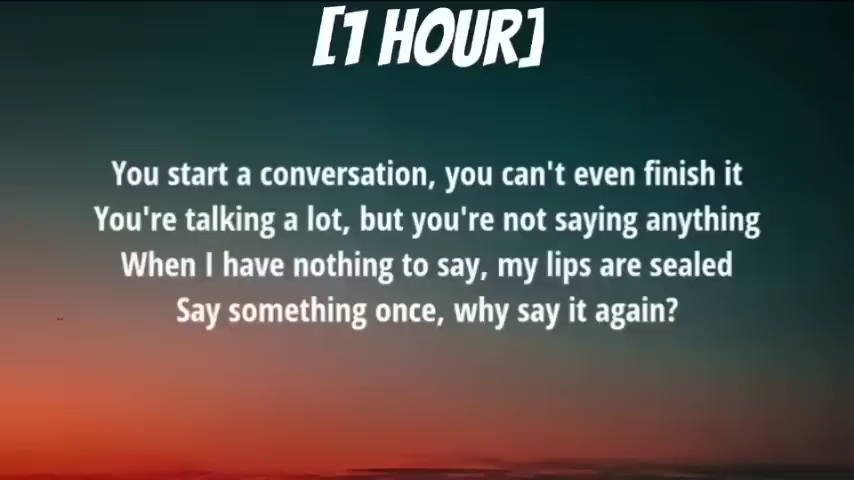 [1 HOUR]
You start a conversation, you can't even finish it
You're talking a lot, but you're not saying anything
When I have nothing to say, my lips are sealed
Say something once, why say it again?